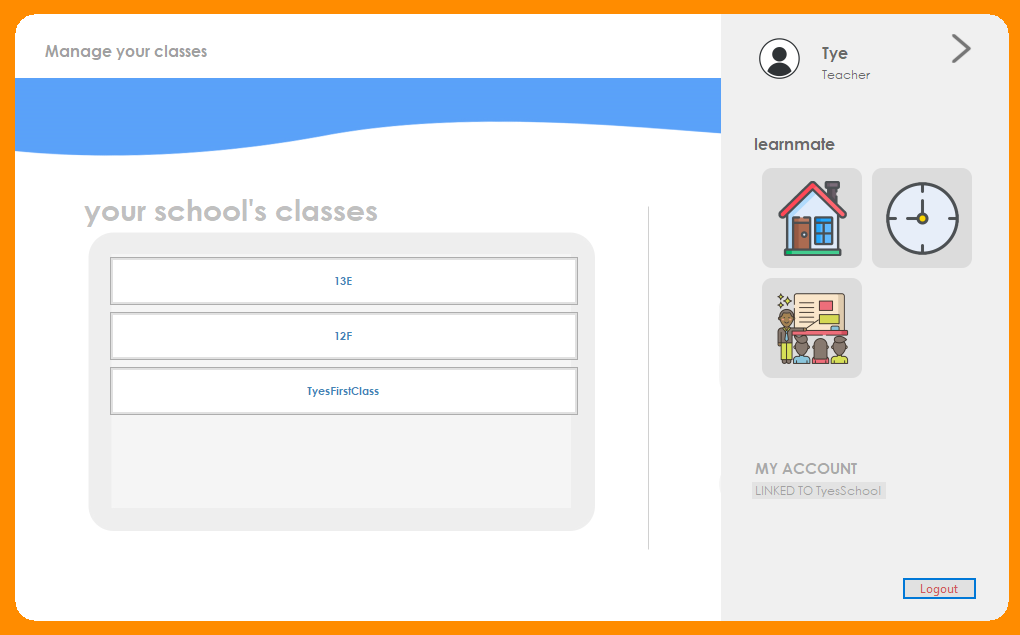 Manage your classes
your school's classes
13E
12F
TyesFirstClass
Tye
Teacher
learnmate
MY ACCOUNT
LINKED TO TyesSchool
Logout